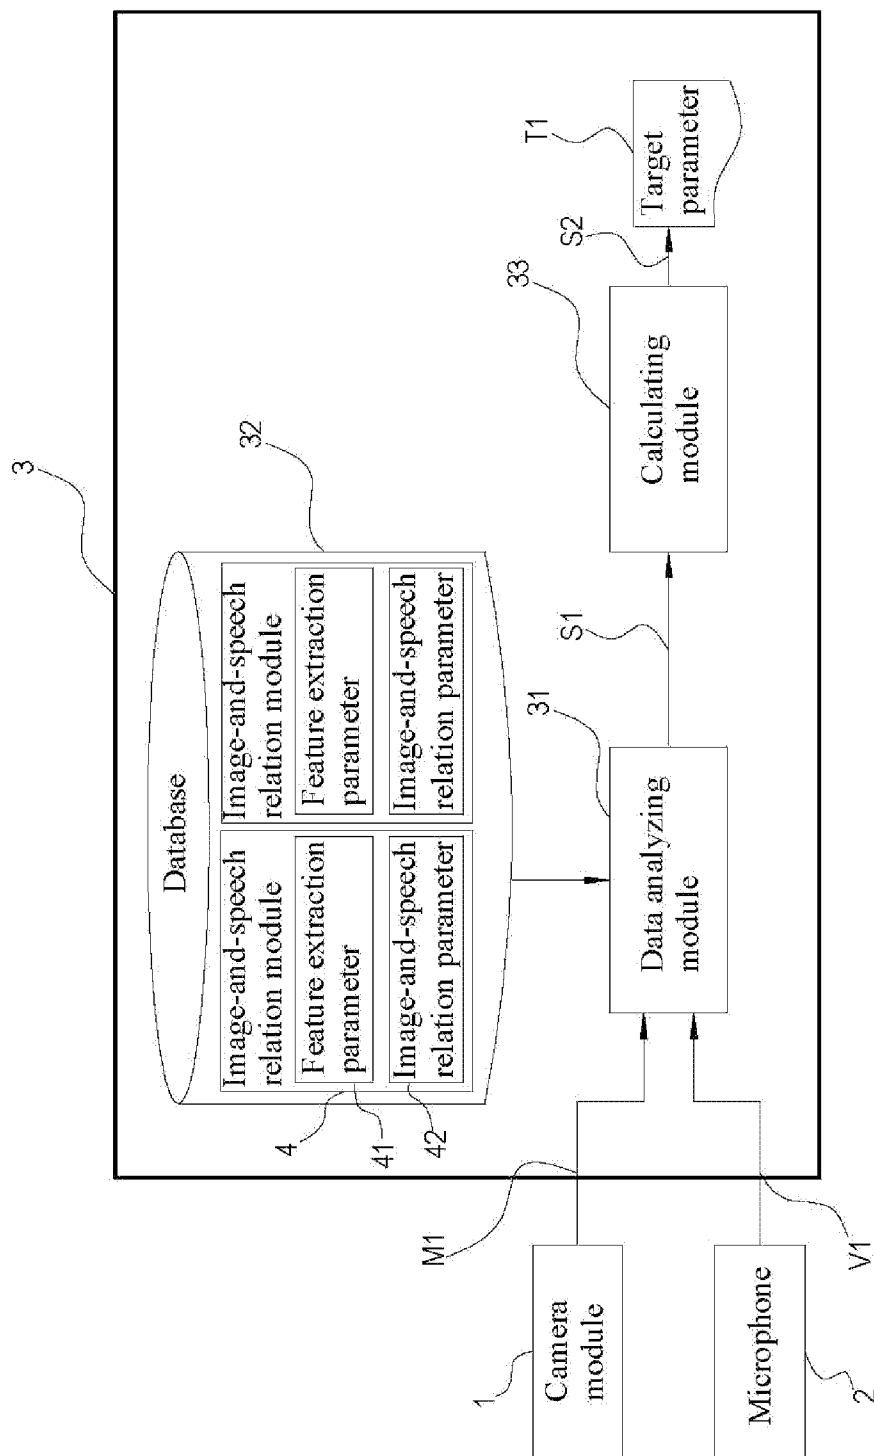 3
Database
32
Image-and-speech
relation module
Feature extraction
parameter
Image-and-speech
relation parameter
Image-and-speech
relation module
Feature extraction
parameter
Image-and-speech
relation parameter
4
41
42
M1
1
Camera
module
31
Data analyzing
module
S1
33
Calculating
module
S2
T1
Target
parameter
Microphone
2
V1